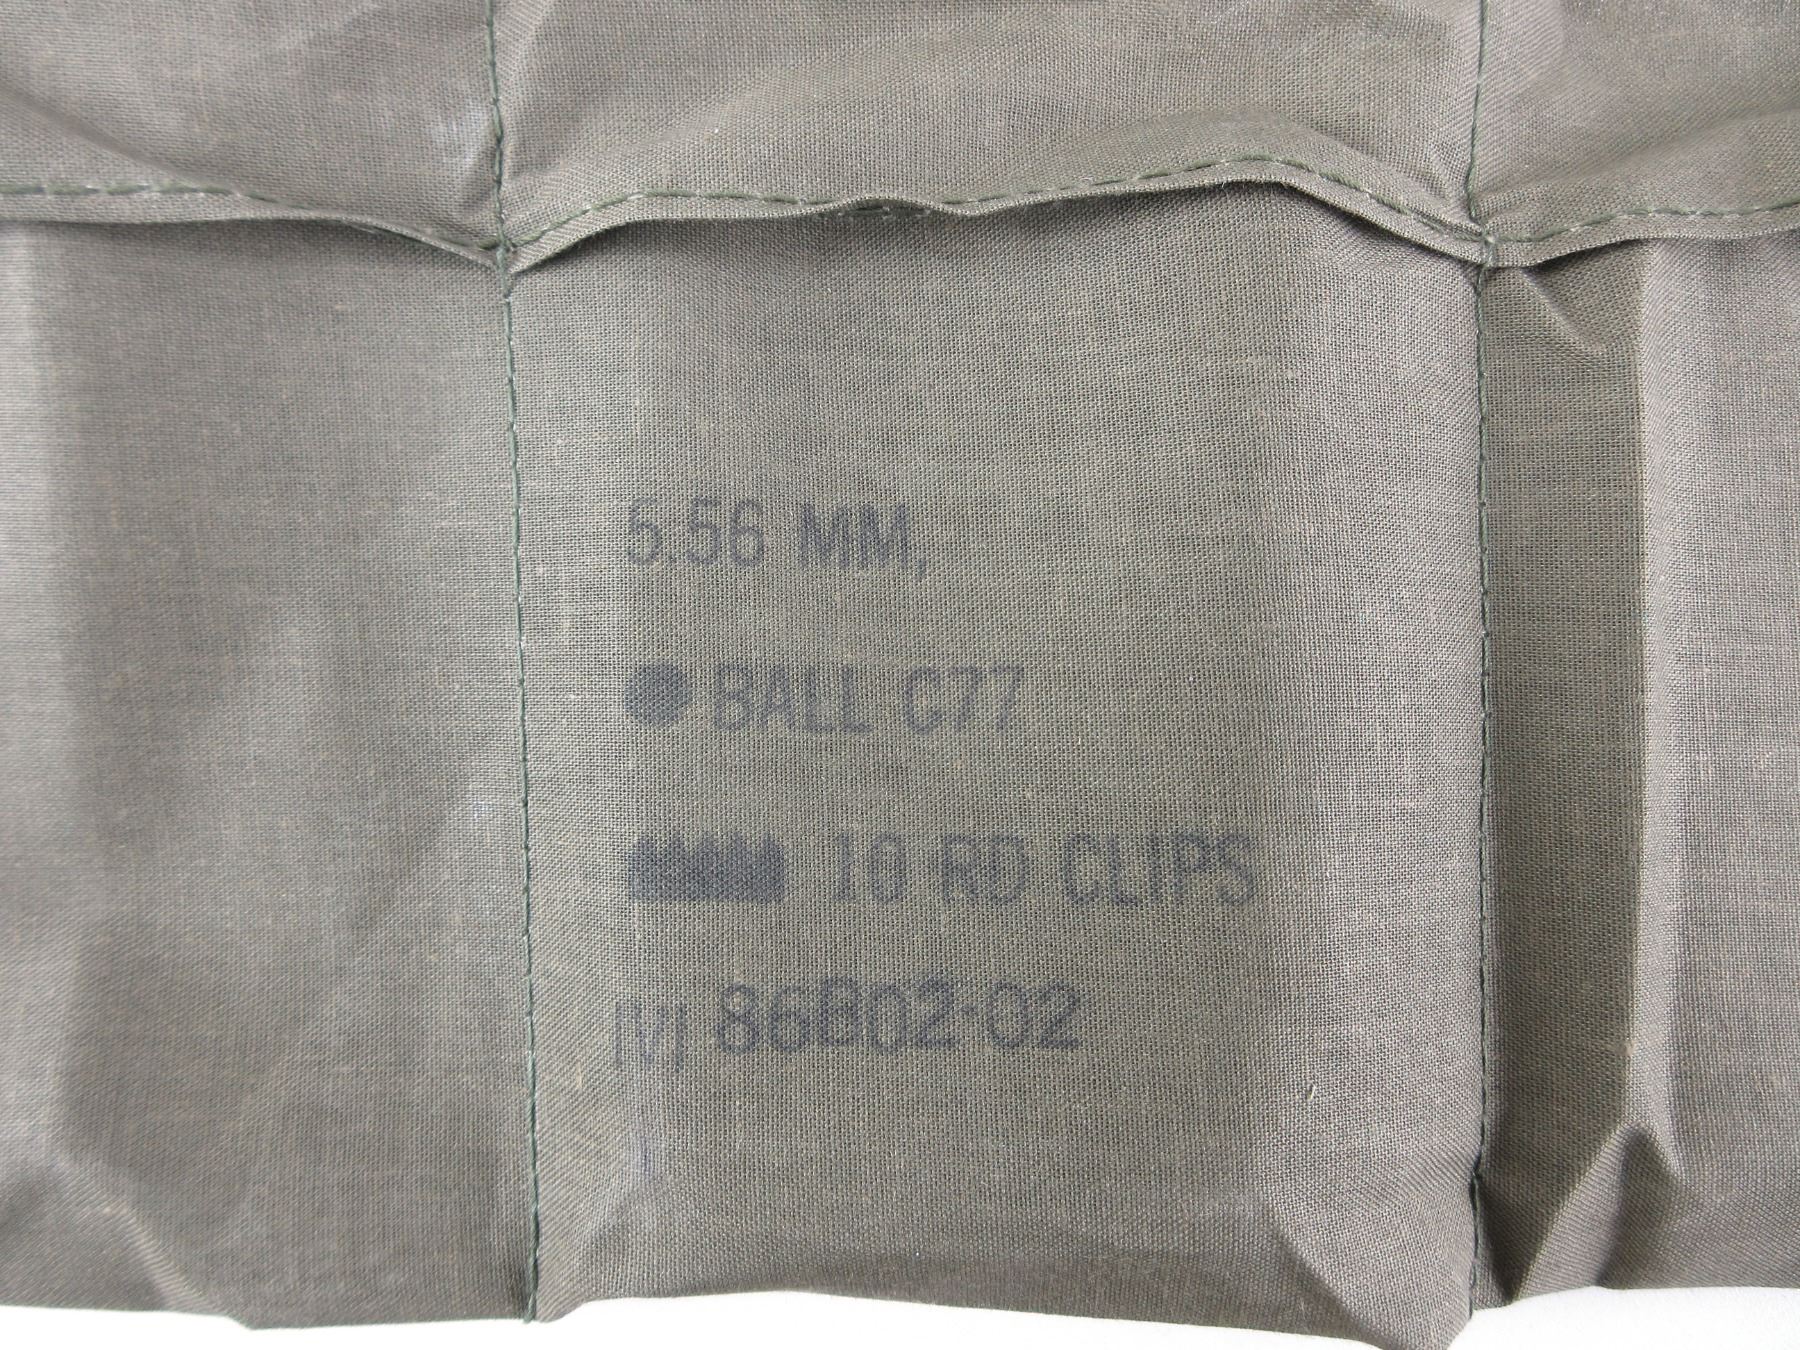 5.56 MM,
BALL C77
10 RD CLIPS
IVI 86B02-02